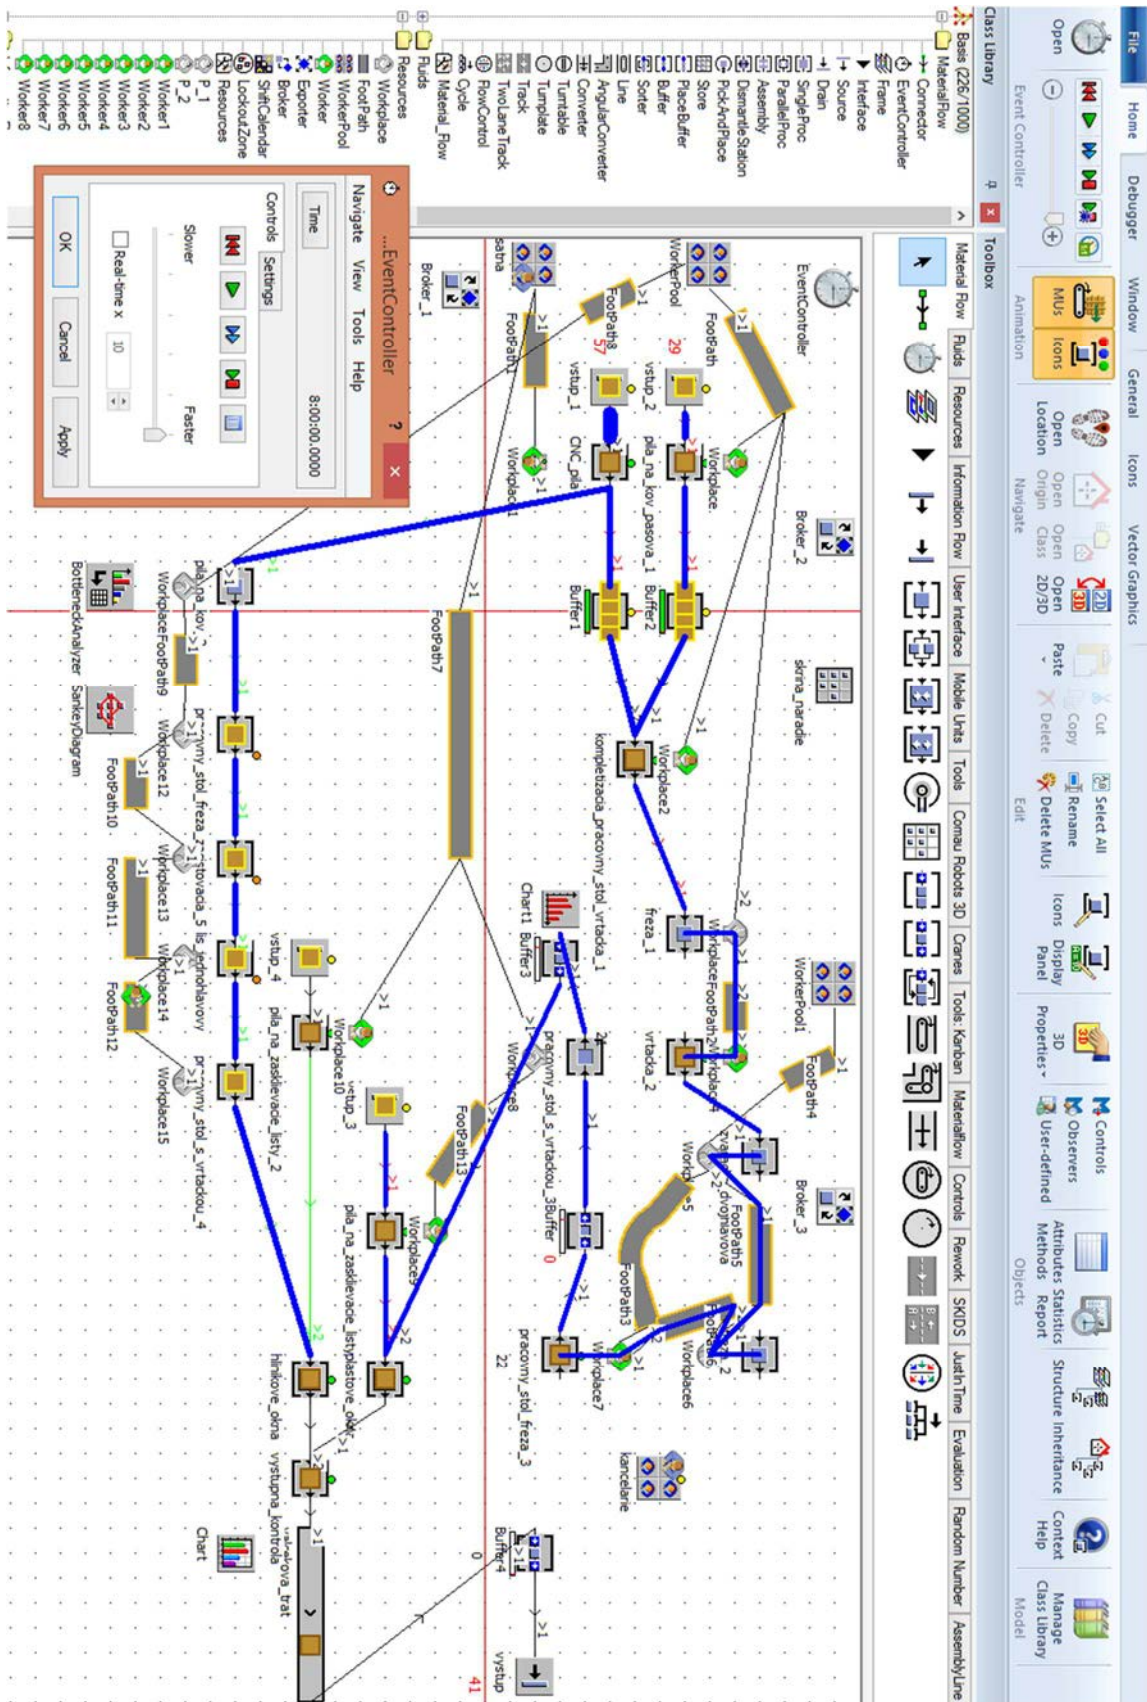 File Home Debugger Window General Icons Vector Graphics
Open
Event Controller
MUs
Icons
Animation
Open Location
Open Origin
Open Class
Open 2D/3D
Navigate
Paste
Cut
Copy
Delete
Select All
Rename
Delete MUs
Edit
Icons
Display Panel
3D Properties
Controls
Observers
User-defined
Attributes Methods
Statistics Report
Objects
Structure
Inheritance
Context Help
Manage Class Library
Model
Class Library
Toolbox
Material Flow Fluids Resources Information Flow User Interface Mobile Units Tools Comau Robots 3D Cranes Tools: Kanban Materialflow Controls Rework SKIDS JustInTime Evaluation Random Number AssemblyLine
Basis (226/1000)
MaterialFlow
Connector
EventController
Frame
Interface
Source
Drain
SingleProc
ParallelProc
Assembly
DismantleStation
PickAndPlace
Store
PlaceBuffer
Buffer
Sorter
Line
AngularConverter
Converter
Turntable
Turnplate
Track
TwoLaneTrack
FlowControl
Cycle
Material_Flow
Fluids
Resources
Workplace
FootPath
WorkerPool
Worker
Exporter
Broker
ShiftCalendar
LockoutZone
Resources
P_1
P_2
Worker1
Worker2
Worker3
Worker4
Worker5
Worker6
Worker7
Worker8
EventController
Broker_2
skrina_naradie
WorkerPool1
Broker_3
kancelarie
WorkerPool
FootPath
Workplace
Workplace2
FootPath2
FootPath4
Workplace5
FootPath5
FootPath3
Workplace6
29
vstup_2
pila_na_kov_pasova_1
Buffer2
57
FootPath8
vstup_1
CNC_pila
Buffer1
kompletizacia_pracovny_stol_vrtacka_1
freza_1
vrtacka_2
satna
FootPath1
Workplace1
Chart1
Buffer3
pracovny_stol_s_vrtackou_3
Buffer
0
pracovny_stol_freza_3
Workplace7
22
Buffer4
0
vystup
41
Broker_1
FootPath7
Workplace8
FootPath13
Workplace9
vstup_3
pila_na_zasklievacie_listy
plastove_okna
Workplace10
vstup_4
pila_na_zasklievacie_listy_2
hlinikove_okna
vystupna_kontrola
Chart
pracovny_stol_s_vrtackou_4
Workplace
FootPath9
Workplace12
FootPath10
Workplace13
FootPath11
Workplace14
FootPath12
Workplace15
BottleneckAnalyzer
SankeyDiagram
...EventController ? x
Navigate View Tools Help
Time 8:00:00.0000
Controls Settings
Slower Faster
Real-time x 10
OK Cancel Apply